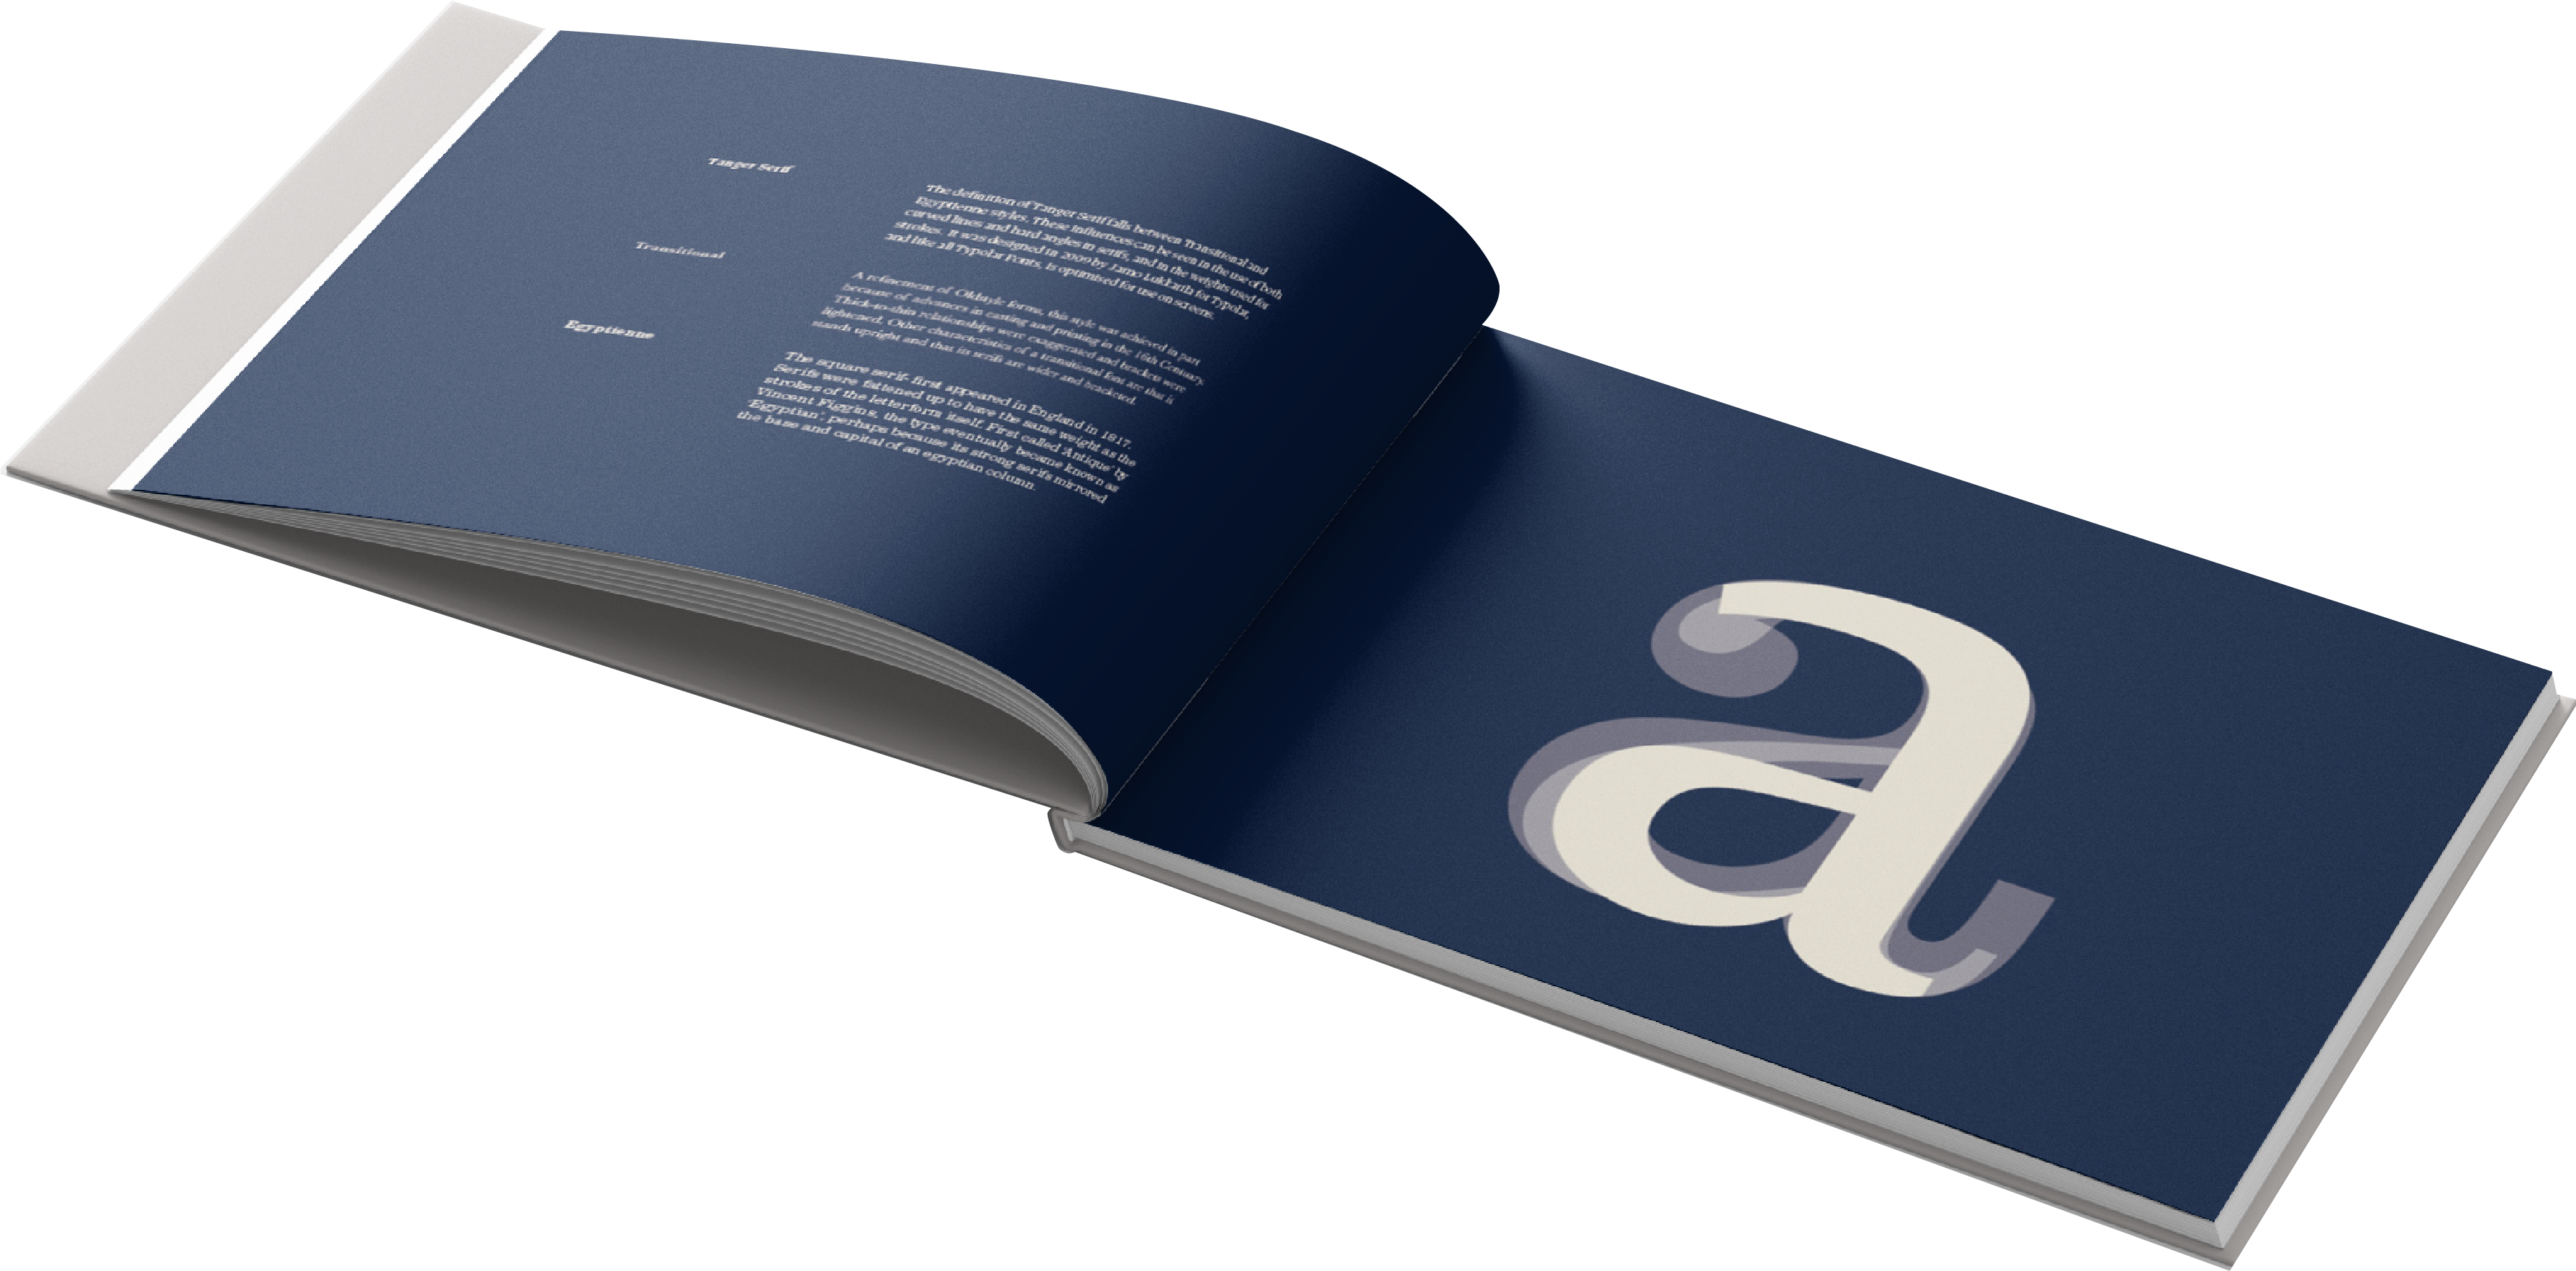 Tanger Serif
The definition of Tanger Serif falls between Transitional and
Egyptienne styles. These influences can be seen in the use of both
curved lines and hard angles in serifs, and in the weights used for
strokes. It was designed in 2009 by Jarno Lukkarila for Typolar,
and like all Typolar Fonts, is optimised for use on screens.
Transitional
A refinement of Oldstyle forms, this style was achieved in part
because of advances in casting and printing in the 16th Centuary.
Thick-to-thin relationships were exaggerated and brackets were
lightened. Other characteristics of a transitional font are that it
stands upright and that its serifs are wider and bracketed.
Egyptienne
The square serif- first appeared in England in 1817.
Serifs were fattened up to have the same weight as the
strokes of the letterform itself. First called 'Antique' by
Vincent Figgins, the type eventually became known as
'Egyptian', perhaps because its strong serifs mirrored
the base and capital of an egyptian column.
a